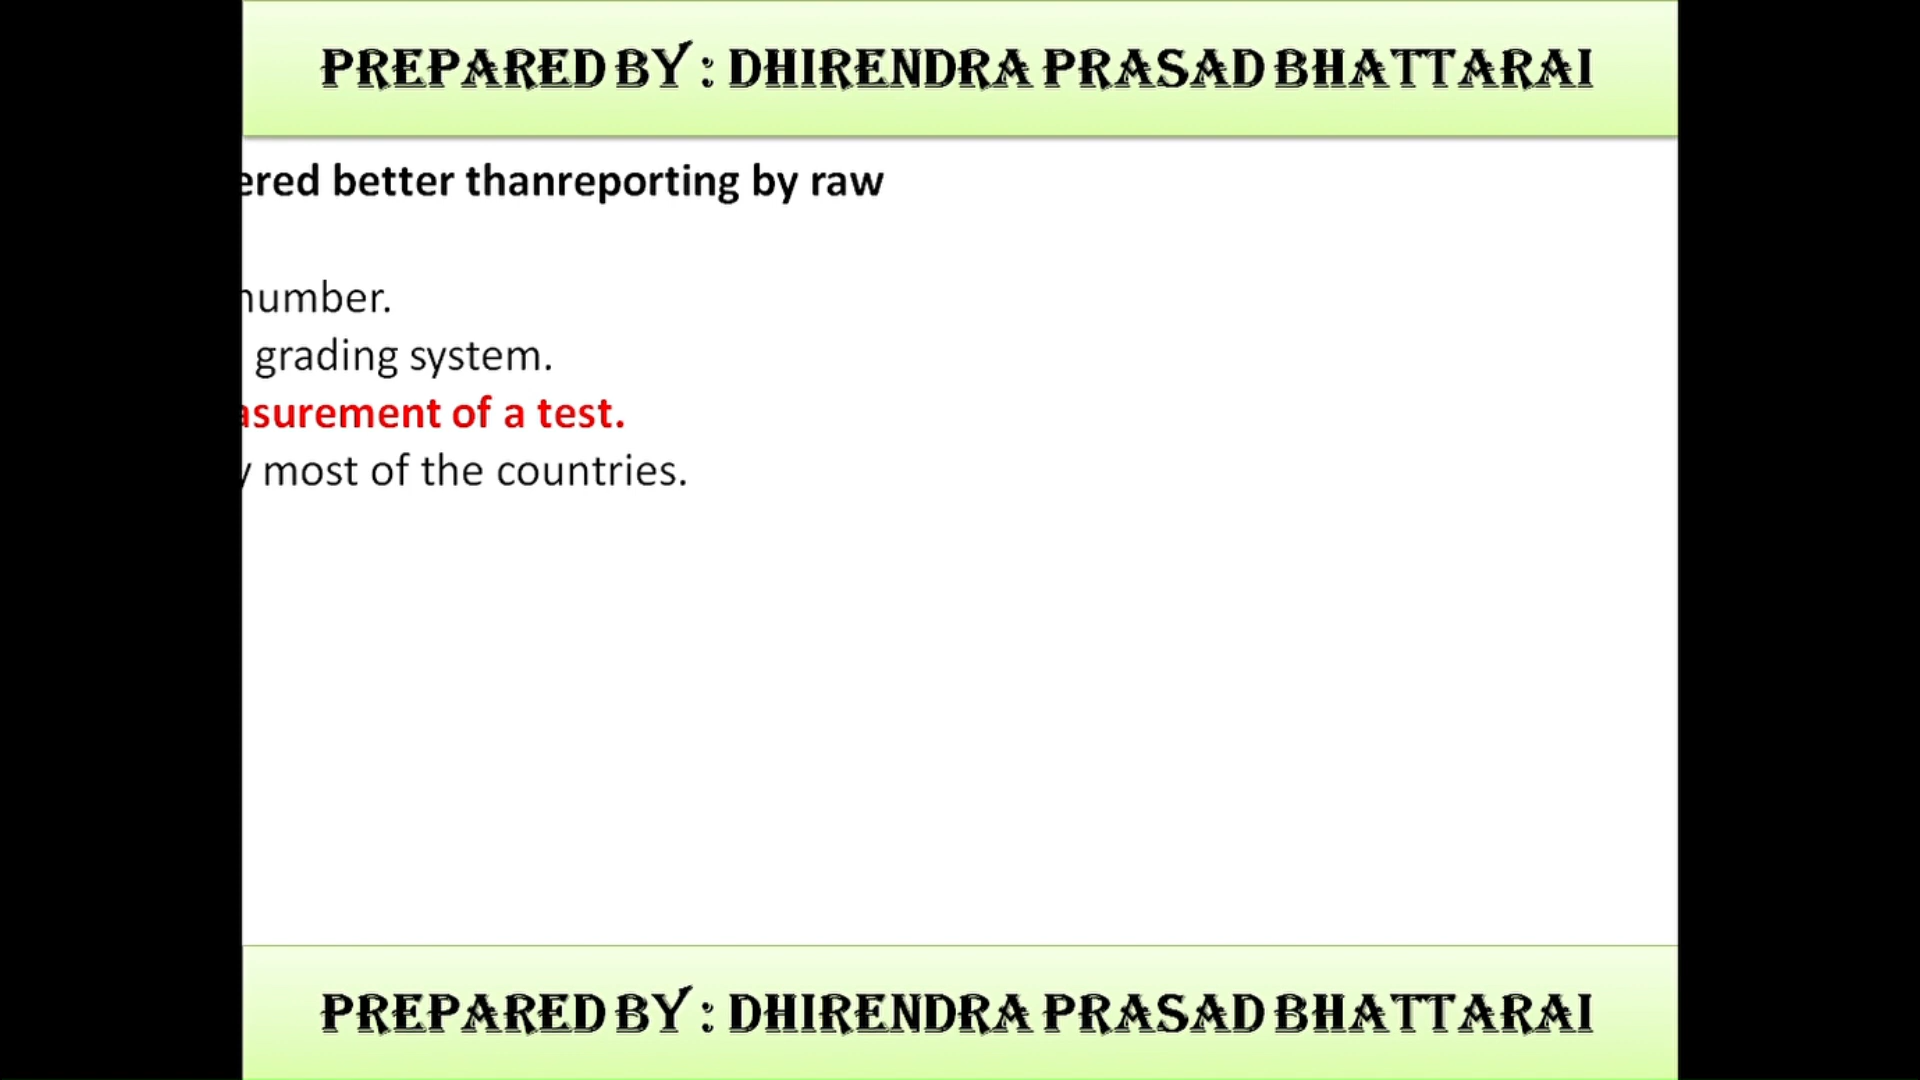 PREPARED BY : DHIRENDRA PRASAD BHATTARAI
ered better thanreporting by raw
number.
grading system.
asurement of a test.
y most of the countries.
PREPARED BY : DHIRENDRA PRASAD BHATTARAI